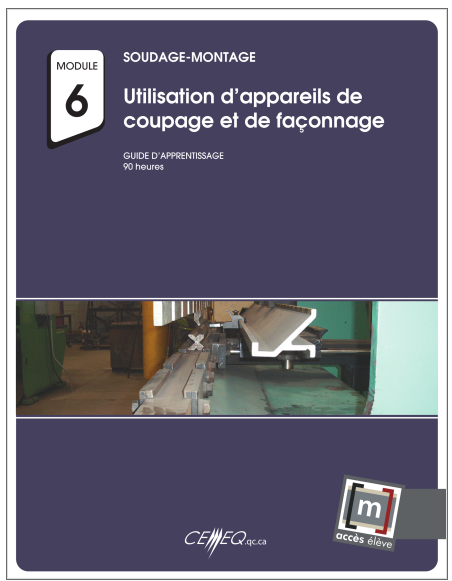 MODULE
6
SOUDAGE-MONTAGE
Utilisation d'appareils de
coupage et de façonnage
GUIDE D'APPRENTISSAGE
90 heures
m
accès élève
CEMEQ.qc.ca